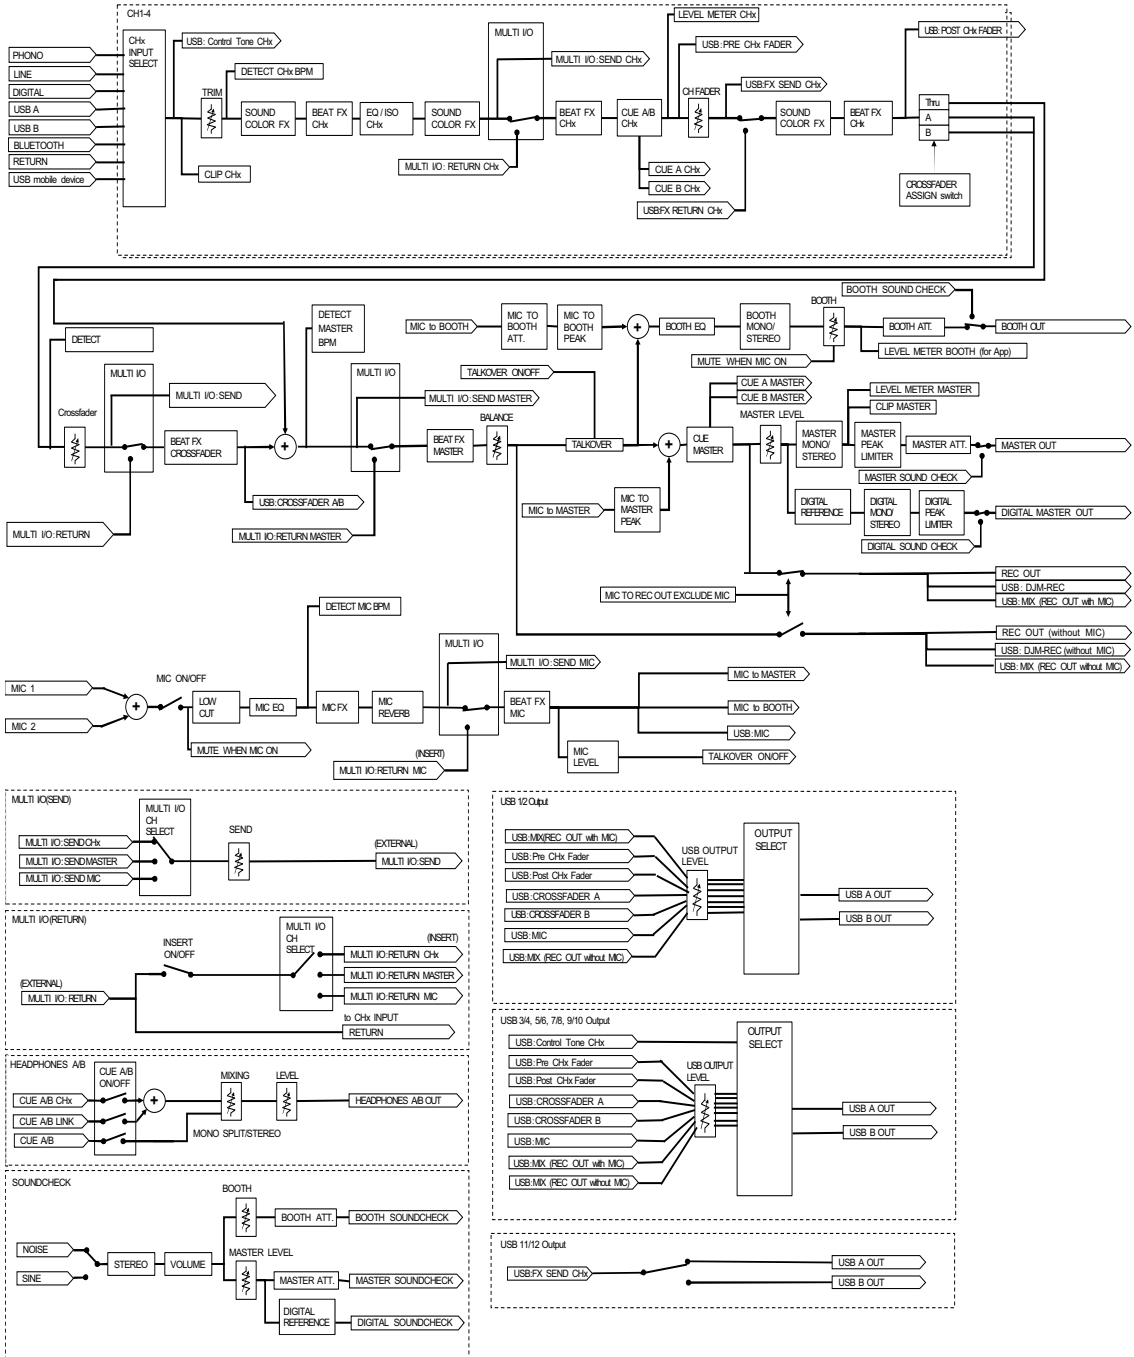 CH1-4
CHx
INPUT
SELECT
PHONO
LINE
DIGITAL
USB A
USB B
BLUETOOTH
RETURN
USB mobile device
USB: Control Tone CHx
DETECT CHx BPM
TRIM
SOUND
COLOR FX
BEAT FX
CHx
EQ / ISO
CHx
SOUND
COLOR FX
CLIP CHx
MULTI I/O
MULTI I/O: SEND CHx
MULTI I/O: RETURN CHx
BEAT FX
CHx
CUE A/B
CHx
LEVEL METER CHx
USB: PRE CHx FADER
CH FADER
USB:FX SEND CHx
CUE A CHx
CUE B CHx
USB:FX RETURN CHx
SOUND
COLOR FX
BEAT FX
CHx
USB: POST CHx FADER
Thru
A
B
CROSSFADER
ASSIGN switch
DETECT
MULTI I/O
MULTI I/O: SEND
Crossfader
BEAT FX
CROSSFADER
MULTI I/O: RETURN
USB:CROSSFADER A/B
DETECT
MASTER
BPM
MULTI I/O
MULTI I/O: SEND MASTER
MULTI I/O:RETURN MASTER
BEAT FX
MASTER
BALANCE
MIC to BOOTH
MIC TO
BOOTH
ATT.
MIC TO
BOOTH
PEAK
+
BOOTH EQ
BOOTH
MONO/
STEREO
BOOTH
BOOTH SOUND CHECK
BOOTH ATT.
BOOTH OUT
MUTE WHEN MIC ON
LEVEL METER BOOTH (for App)
TALKOVER ON/OFF
CUE A MASTER
CUE B MASTER
LEVEL METER MASTER
CLIP MASTER
MASTER LEVEL
+
TALKOVER
+
CUE
MASTER
MASTER
MONO/
STEREO
MASTER
PEAK
LIMITER
MASTER ATT.
MASTER OUT
MASTER SOUND CHECK
MIC to MASTER
MIC TO
MASTER
PEAK
DIGITAL
REFERENCE
DIGITAL
MONO/
STEREO
DIGITAL
PEAK
LIMITER
DIGITAL MASTER OUT
DIGITAL SOUND CHECK
REC OUT
USB: DJM-REC
USB: MIX (REC OUT with MIC)
MIC TO REC OUT EXCLUDE MIC
REC OUT (without MIC)
USB: DJM-REC (without MIC)
USB: MIX (REC OUT without MIC)
DETECT MIC BPM
MIC 1
MIC 2
+
MIC ON/OFF
LOW
CUT
MIC EQ
MIC FX
MIC
REVERB
MUTE WHEN MIC ON
MULTI I/O
MULTI I/O: SEND MIC
BEAT FX
MIC
(INSERT)
MULTI I/O: RETURN MIC
MIC to MASTER
MIC to BOOTH
USB: MIC
MIC
LEVEL
TALKOVER ON/OFF
MULTI I/O(SEND)
MULTI I/O
CH
SELECT
MULTI I/O: SEND CHx
MULTI I/O: SEND MASTER
MULTI I/O: SEND MIC
SEND
(EXTERNAL)
MULTI I/O: SEND
MULTI I/O(RETURN)
INSERT
ON/OFF
MULTI I/O
CH
SELECT
(INSERT)
MULTI I/O:RETURN CHx
MULTI I/O:RETURN MASTER
MULTI I/O:RETURN MIC
(EXTERNAL)
MULTI I/O: RETURN
to CHx INPUT
RETURN
HEADPHONES A/B
CUE A/B
ON/OFF
CUE A/B CHx
CUE A/B LINK
CUE A/B
+
MIXING
LEVEL
HEADPHONES A/B OUT
MONO SPLIT/STEREO
SOUNDCHECK
NOISE
SINE
STEREO
VOLUME
BOOTH
BOOTH ATT.
BOOTH SOUNDCHECK
MASTER LEVEL
MASTER ATT.
MASTER SOUNDCHECK
DIGITAL
REFERENCE
DIGITAL SOUNDCHECK
USB 1/2 Output
USB:MIX(REC OUT with MIC)
USB: Pre CHx Fader
USB: Post CHx Fader
USB:CROSSFADER A
USB:CROSSFADER B
USB: MIC
USB: MIX (REC OUT without MIC)
USB OUTPUT
LEVEL
OUTPUT
SELECT
USB A OUT
USB B OUT
USB 3/4, 5/6, 7/8, 9/10 Output
USB: Control Tone CHx
USB: Pre CHx Fader
USB: Post CHx Fader
USB:CROSSFADER A
USB:CROSSFADER B
USB: MIC
USB: MIX (REC OUT with MIC)
USB: MIX (REC OUT without MIC)
USB OUTPUT
LEVEL
OUTPUT
SELECT
USB A OUT
USB B OUT
USB 11/12 Output
USB:FX SEND CHx
USB A OUT
USB B OUT